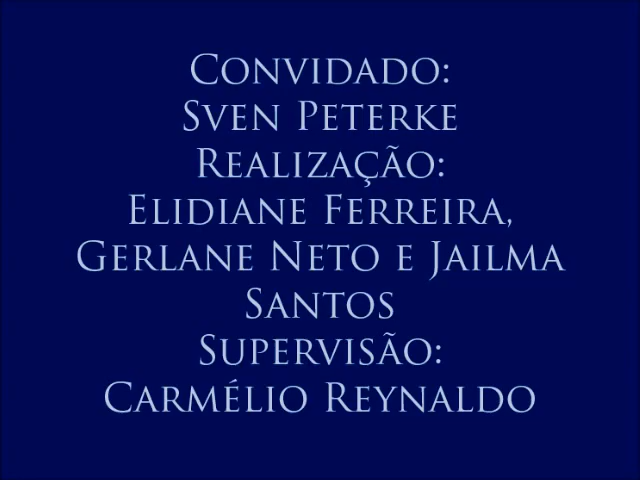 Convidado:
Sven Peterke
Realização:
Elidiane Ferreira,
Gerlane Neto e Jailma
Santos
Supervisão:
Carmélio Reynaldo